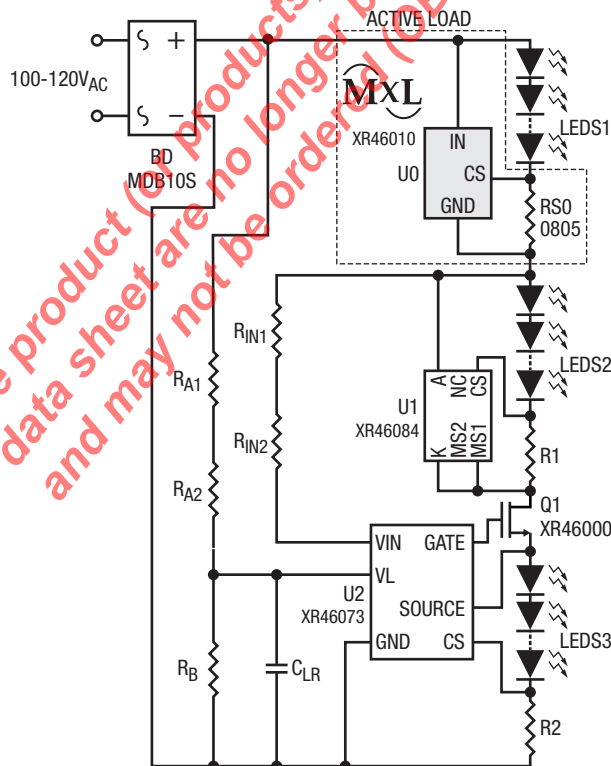 ACTIVE LOAD
100-120VAC
BD
MDB10S
MxL
XR46010
U0
IN
CS
GND
LEDS1
RS0
0805
RA1
RA2
RB
CLR
RIN1
RIN2
U1
XR46084
A
NC
CS
K
MS2
MS1
LEDS2
R1
Q1
XR46000
U2
XR46073
VIN
GATE
VL
SOURCE
GND
CS
LEDS3
R2
e product (or products)
data sheet are no longer b
and may not be ordered (OB